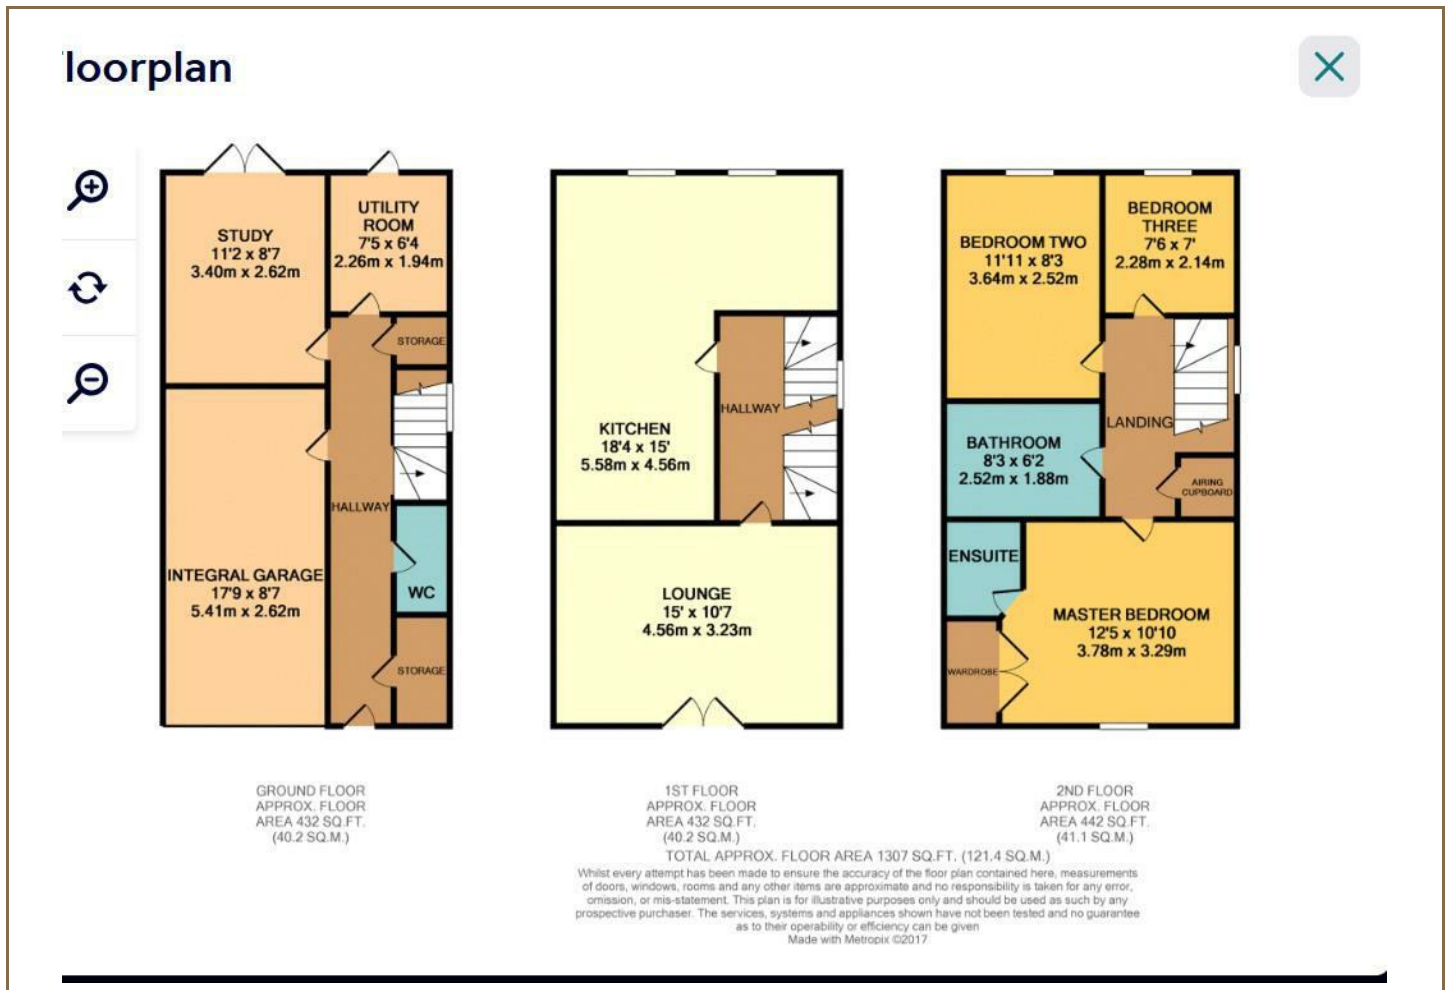 loorplan
STUDY
11'2 x 8'7
3.40m x 2.62m
UTILITY
ROOM
7'5 x 6'4
2.26m x 1.94m
STORAGE
HALLWAY
INTEGRAL GARAGE
17'9 x 8'7
5.41m x 2.62m
WC
STORAGE
GROUND FLOOR
APPROX. FLOOR
AREA 432 SQ.FT.
(40.2 SQ.M.)
KITCHEN
18'4 x 15'
5.58m x 4.56m
HALLWAY
LOUNGE
15' x 10'7
4.56m x 3.23m
1ST FLOOR
APPROX. FLOOR
AREA 432 SQ.FT.
(40.2 SQ.M.)
BEDROOM TWO
11'11 x 8'3
3.64m x 2.52m
BEDROOM
THREE
7'6 x 7'
2.28m x 2.14m
LANDING
BATHROOM
8'3 x 6'2
2.52m x 1.88m
AIRING
CUPBOARD
ENSUITE
MASTER BEDROOM
12'5 x 10'10
3.78m x 3.29m
WARDROBE
2ND FLOOR
APPROX. FLOOR
AREA 442 SQ.FT.
(41.1 SQ.M.)
TOTAL APPROX. FLOOR AREA 1307 SQ.FT. (121.4 SQ.M.)
Whilst every attempt has been made to ensure the accuracy of the floor plan contained here, measurements
of doors, windows, rooms and any other items are approximate and no responsibility is taken for any error,
omission, or mis-statement. This plan is for illustrative purposes only and should be used as such by any
prospective purchaser. The services, systems and appliances shown have not been tested and no guarantee
as to their operability or efficiency can be given
Made with Metropix ©2017